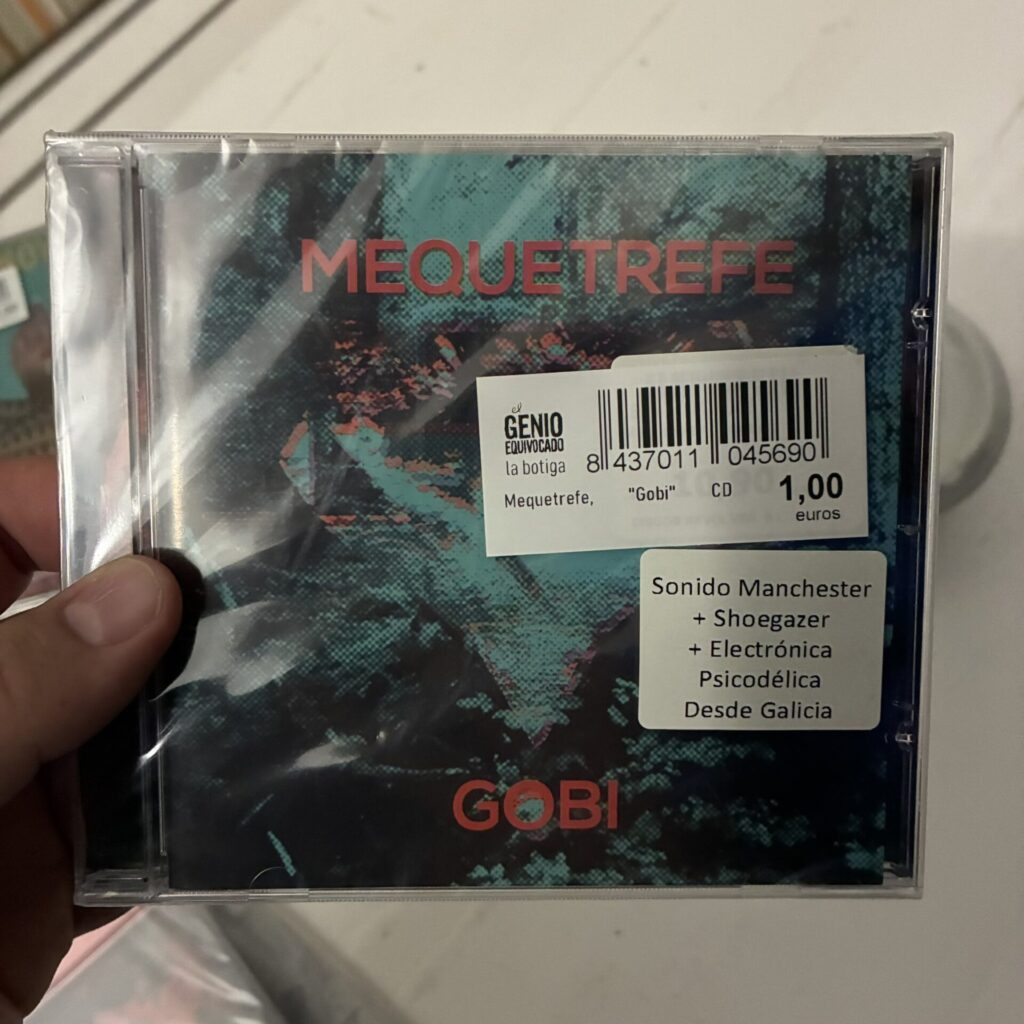 MEQUETREFE
el
GENIO
EQUIVOCADO
la botiga
8 437011 045690
Mequetrefe, "Gobi" CD 1,00
euros
Sonido Manchester
+ Shoegazer
+ Electrónica
Psicodélica
Desde Galicia
GOBI